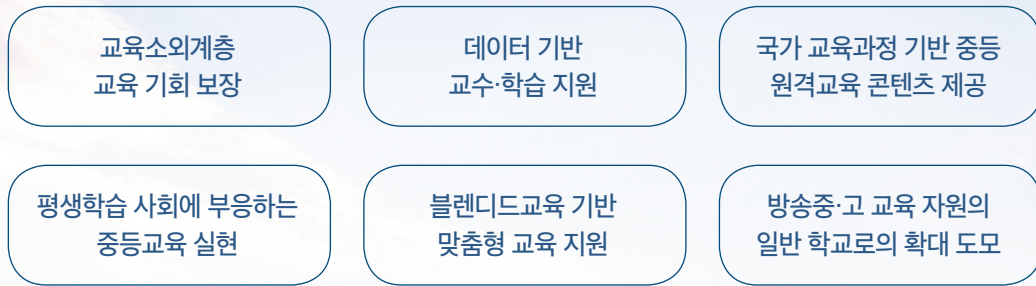 교육소외계층
교육 기회 보장
데이터 기반
교수·학습 지원
국가 교육과정 기반 중등
원격교육 콘텐츠 제공
평생학습 사회에 부응하는
중등교육 실현
블렌디드교육 기반
맞춤형 교육 지원
방송중·고 교육 자원의
일반 학교로의 확대 도모